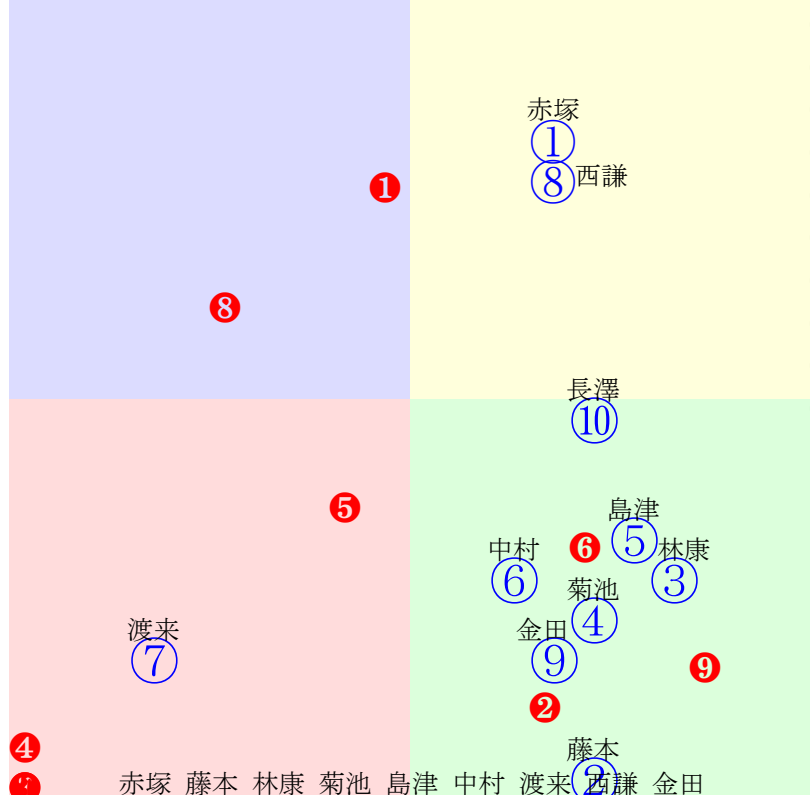 赤塚
①
⑧ 西謙
❶
❽
長澤
⑩
❺
島津
⑤
中村 ❻ 林康
⑥ ③
菊池
④
渡来 金田
⑦ ⑨
❾
❷
❹
藤本
②
赤塚 藤本 林康 菊池 島津 中村 渡来 西謙 金田